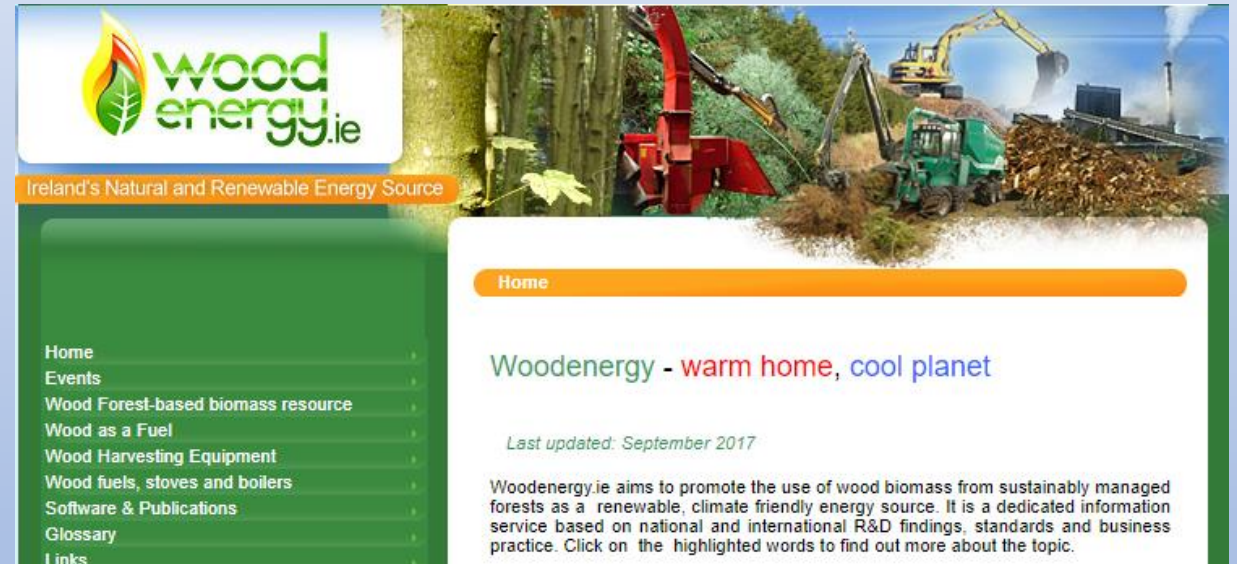 wood
energy.ie
Ireland's Natural and Renewable Energy Source
Home
Events
Wood Forest-based biomass resource
Wood as a Fuel
Wood Harvesting Equipment
Wood fuels, stoves and boilers
Software & Publications
Glossary
Links
Home
Woodenergy - warm home, cool planet
Last updated: September 2017
Woodenergy.ie aims to promote the use of wood biomass from sustainably managed
forests as a renewable, climate friendly energy source. It is a dedicated information
service based on national and international R&D findings, standards and business
practice. Click on the highlighted words to find out more about the topic.